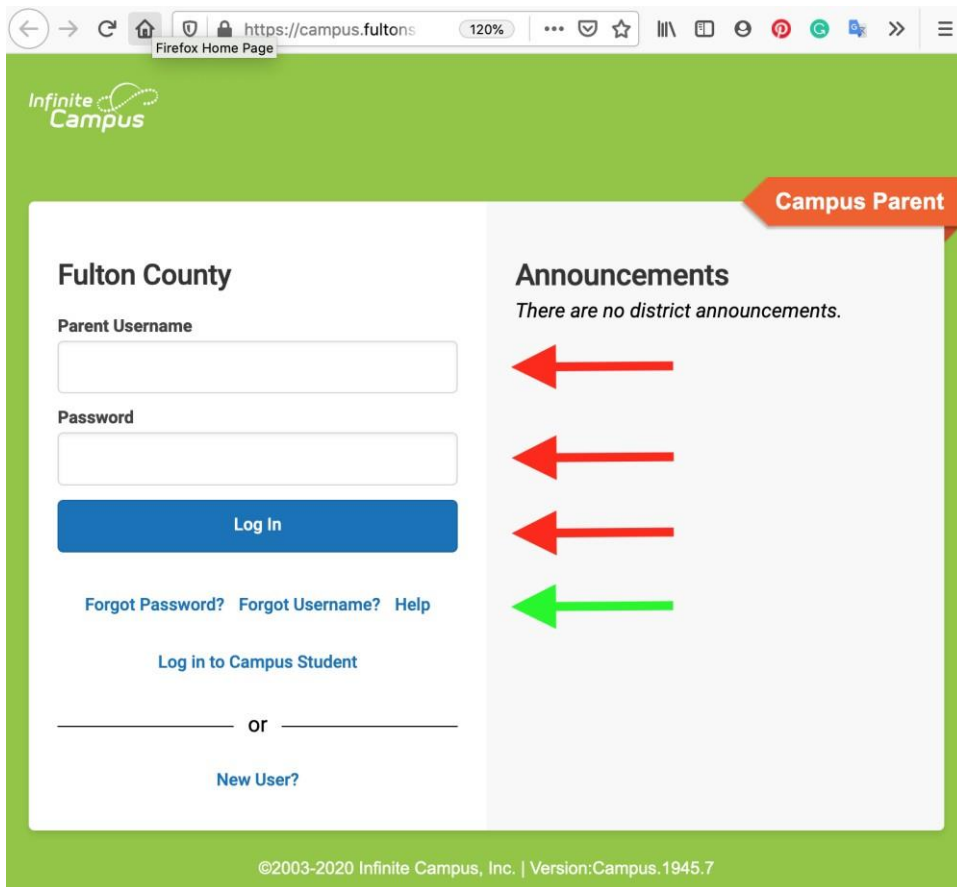 https://campus.fultons
120%
Firefox Home Page
Infinite
Campus
Campus Parent
Fulton County
Parent Username
Password
Log In
Forgot Password? Forgot Username? Help
Log in to Campus Student
or
New User?
Announcements
There are no district announcements.
©2003-2020 Infinite Campus, Inc. | Version:Campus.1945.7